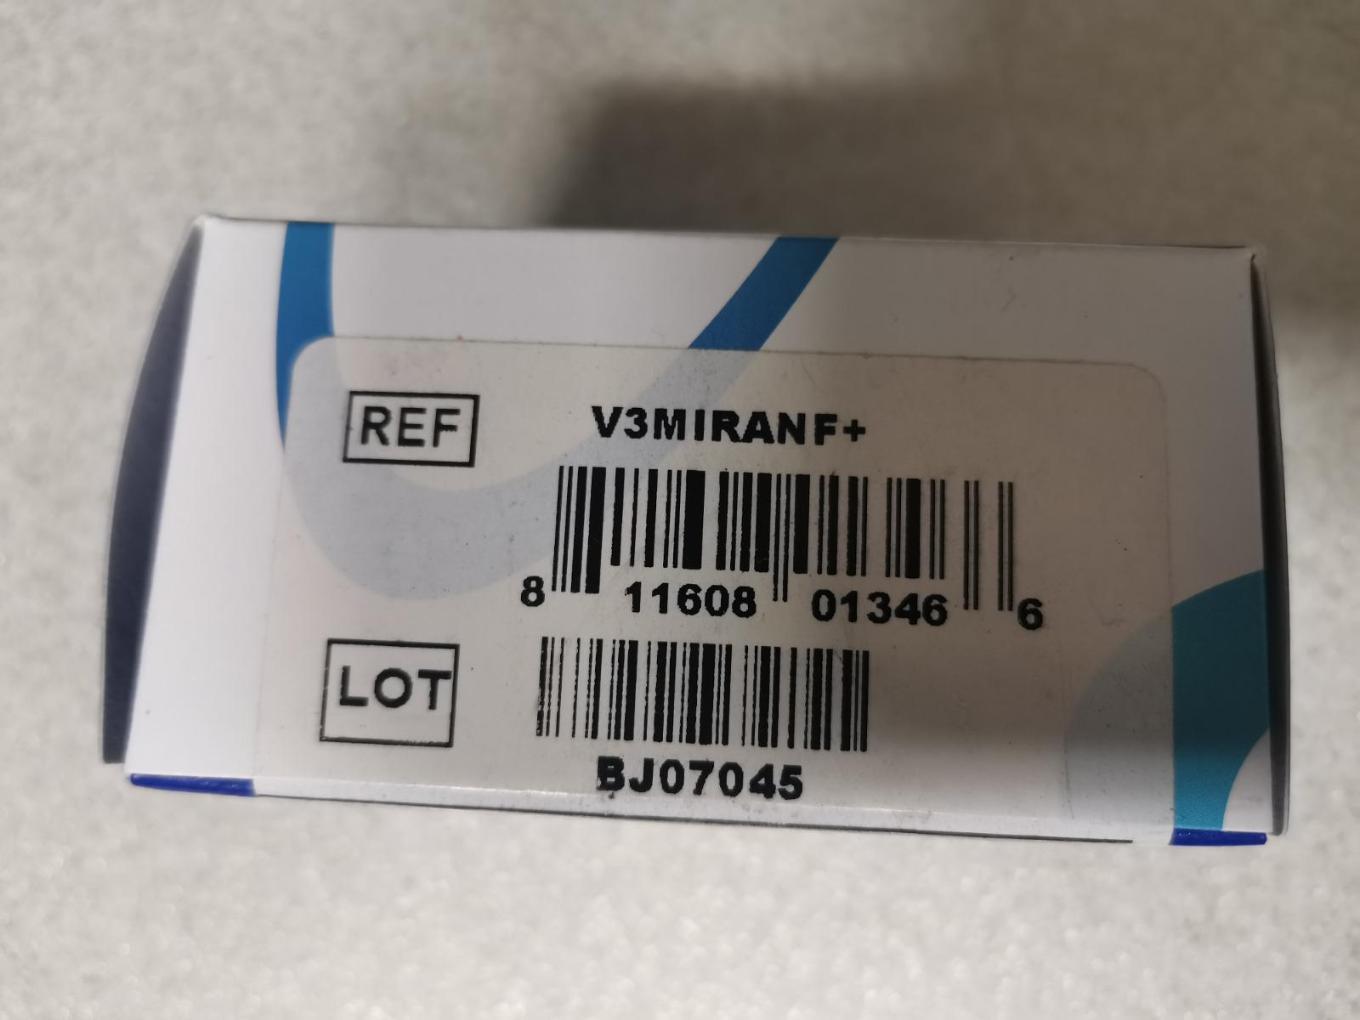 REF V3MIRANF+
8 11608 01346 6
LOT
BJ07045